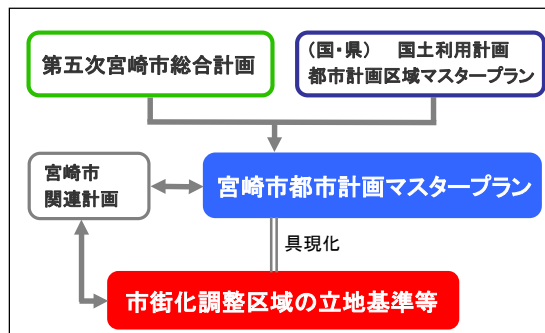 第五次宮崎市総合計画
(国・県) 国土利用計画
都市計画区域マスタープラン
宮崎市
関連計画
宮崎市都市計画マスタープラン
具現化
市街化調整区域の立地基準等